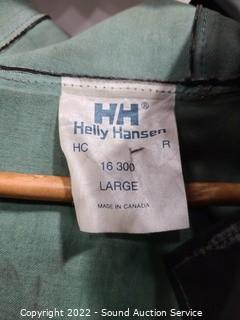 HH®
Helly Hansen
HC R
16 300
LARGE
MADE IN CANADA
Copyright 2022 - Sound Auction Service